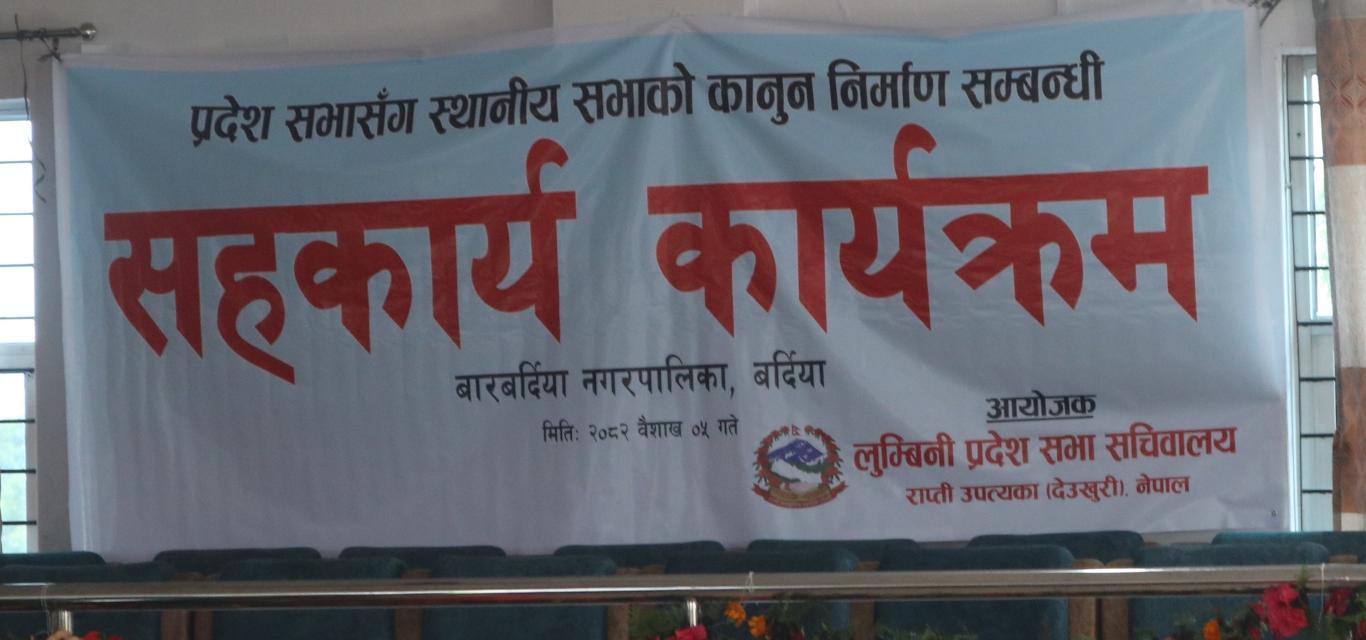 प्रदेश सभासँग स्थानीय सभाको कानुन निर्माण सम्बन्धी
सहकार्य कार्यक्रम
बारबर्दिया नगरपालिका, बर्दिया
मिति: २०८२ वैशाख ०५ गते
आयोजक
लुम्बिनी प्रदेश सभा सचिवालय
राप्ती उपत्यका (देउखुरी), नेपाल